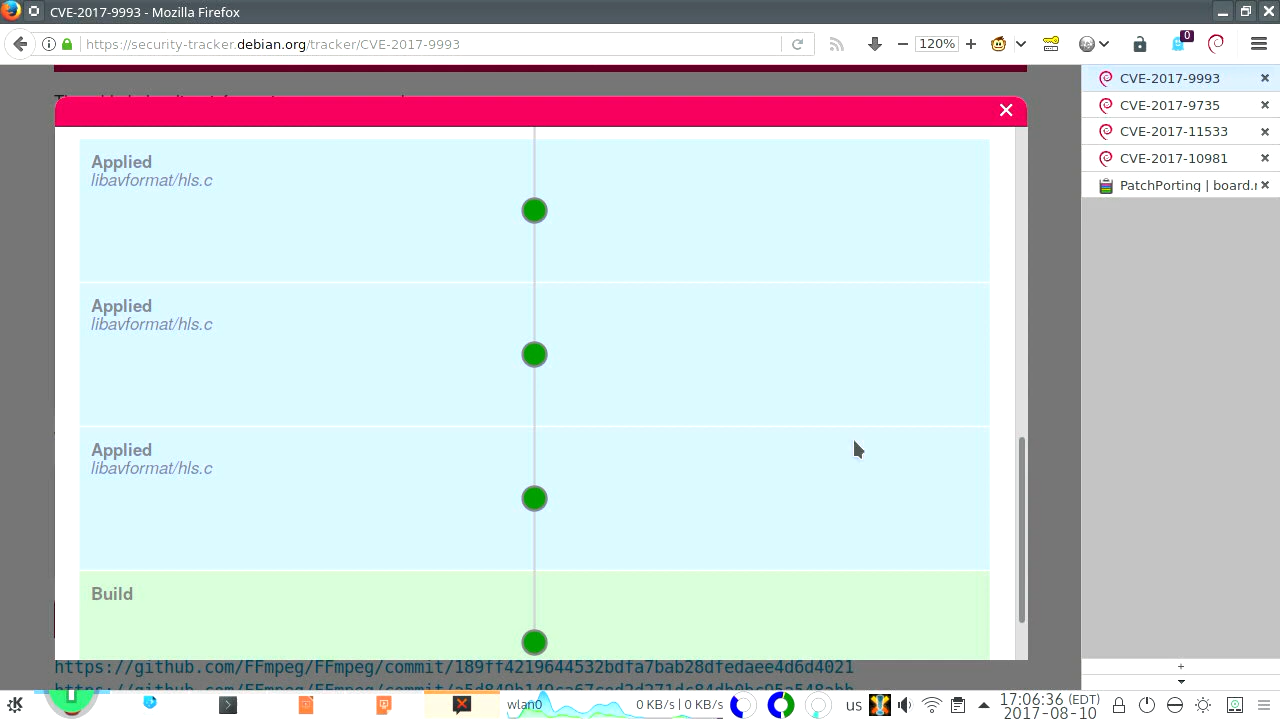 CVE-2017-9993 - Mozilla Firefox
https://security-tracker.debian.org/tracker/CVE-2017-9993
120%
0
CVE-2017-9993
CVE-2017-9735
CVE-2017-11533
CVE-2017-10981
PatchPorting | board.r
Applied
libavformat/hls.c
Applied
libavformat/hls.c
Applied
libavformat/hls.c
Build
https://github.com/FFmpeg/FFmpeg/commit/189ff4219644532bdfa7bab28dfedaee4d6d4021
wlan0
0 kB/s | 0 KB/s
us
17:06:36 (EDT)
2017-08-10